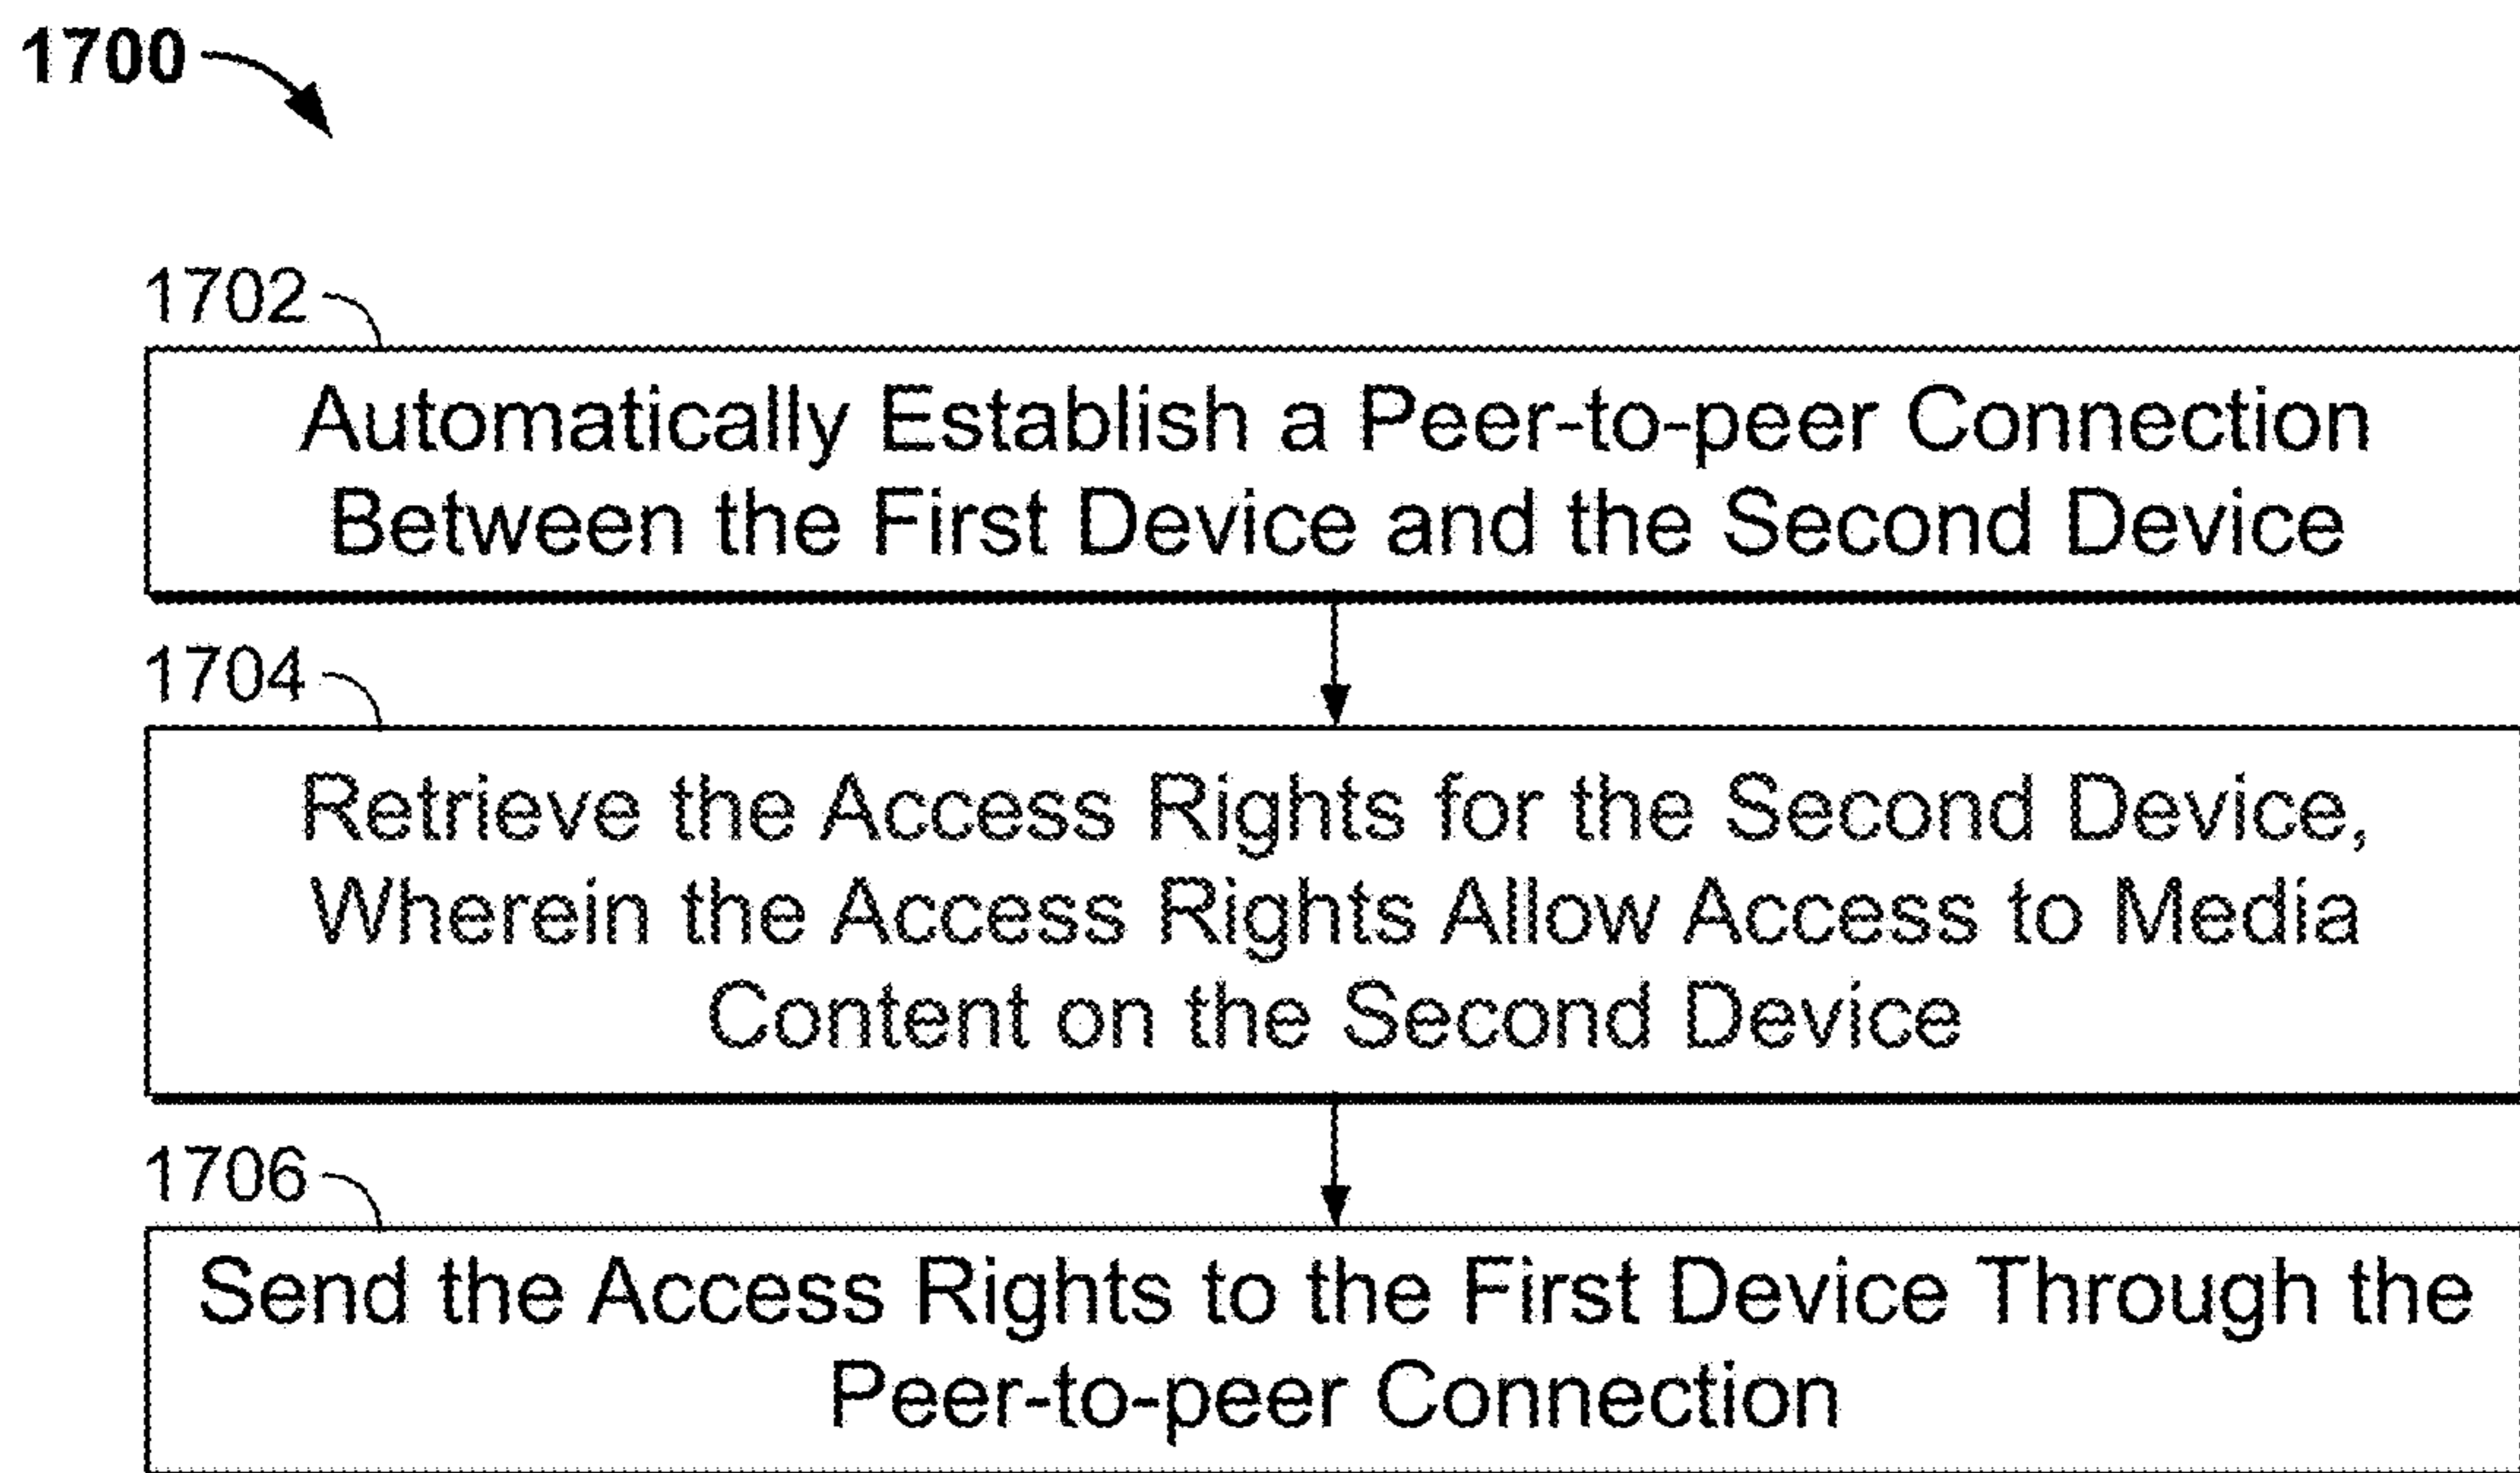 1700
1702
Automatically Establish a Peer-to-peer Connection
Between the First Device and the Second Device
1704
Retrieve the Access Rights for the Second Device,
Wherein the Access Rights Allow Access to Media
Content on the Second Device
1706
Send the Access Rights to the First Device Through the
Peer-to-peer Connection